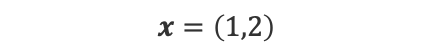 𝒙 = (1,2)